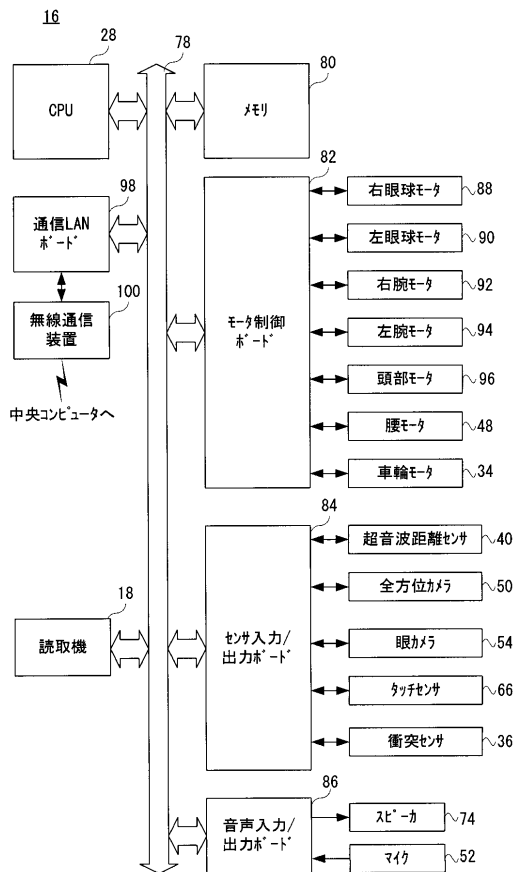 16
28
78
80
CPU
ﾒﾓﾘ
82
98
通信LAN
ﾎﾞｰﾄﾞ
100
無線通信
装置
中央ｺﾝﾋﾟｭｰﾀへ
ﾓｰﾀ制御
ﾎﾞｰﾄﾞ
右眼球ﾓｰﾀ
88
左眼球ﾓｰﾀ
90
右腕ﾓｰﾀ
92
左腕ﾓｰﾀ
94
頭部ﾓｰﾀ
96
腰ﾓｰﾀ
48
車輪ﾓｰﾀ
34
84
18
読取機
ｾﾝｻ入力/
出力ﾎﾞｰﾄﾞ
超音波距離ｾﾝｻ
40
全方位ｶﾒﾗ
50
眼ｶﾒﾗ
54
ﾀｯﾁｾﾝｻ
66
衝突ｾﾝｻ
36
86
音声入力/
出力ﾎﾞｰﾄﾞ
ｽﾋﾟｰｶ
74
ﾏｲｸ
52